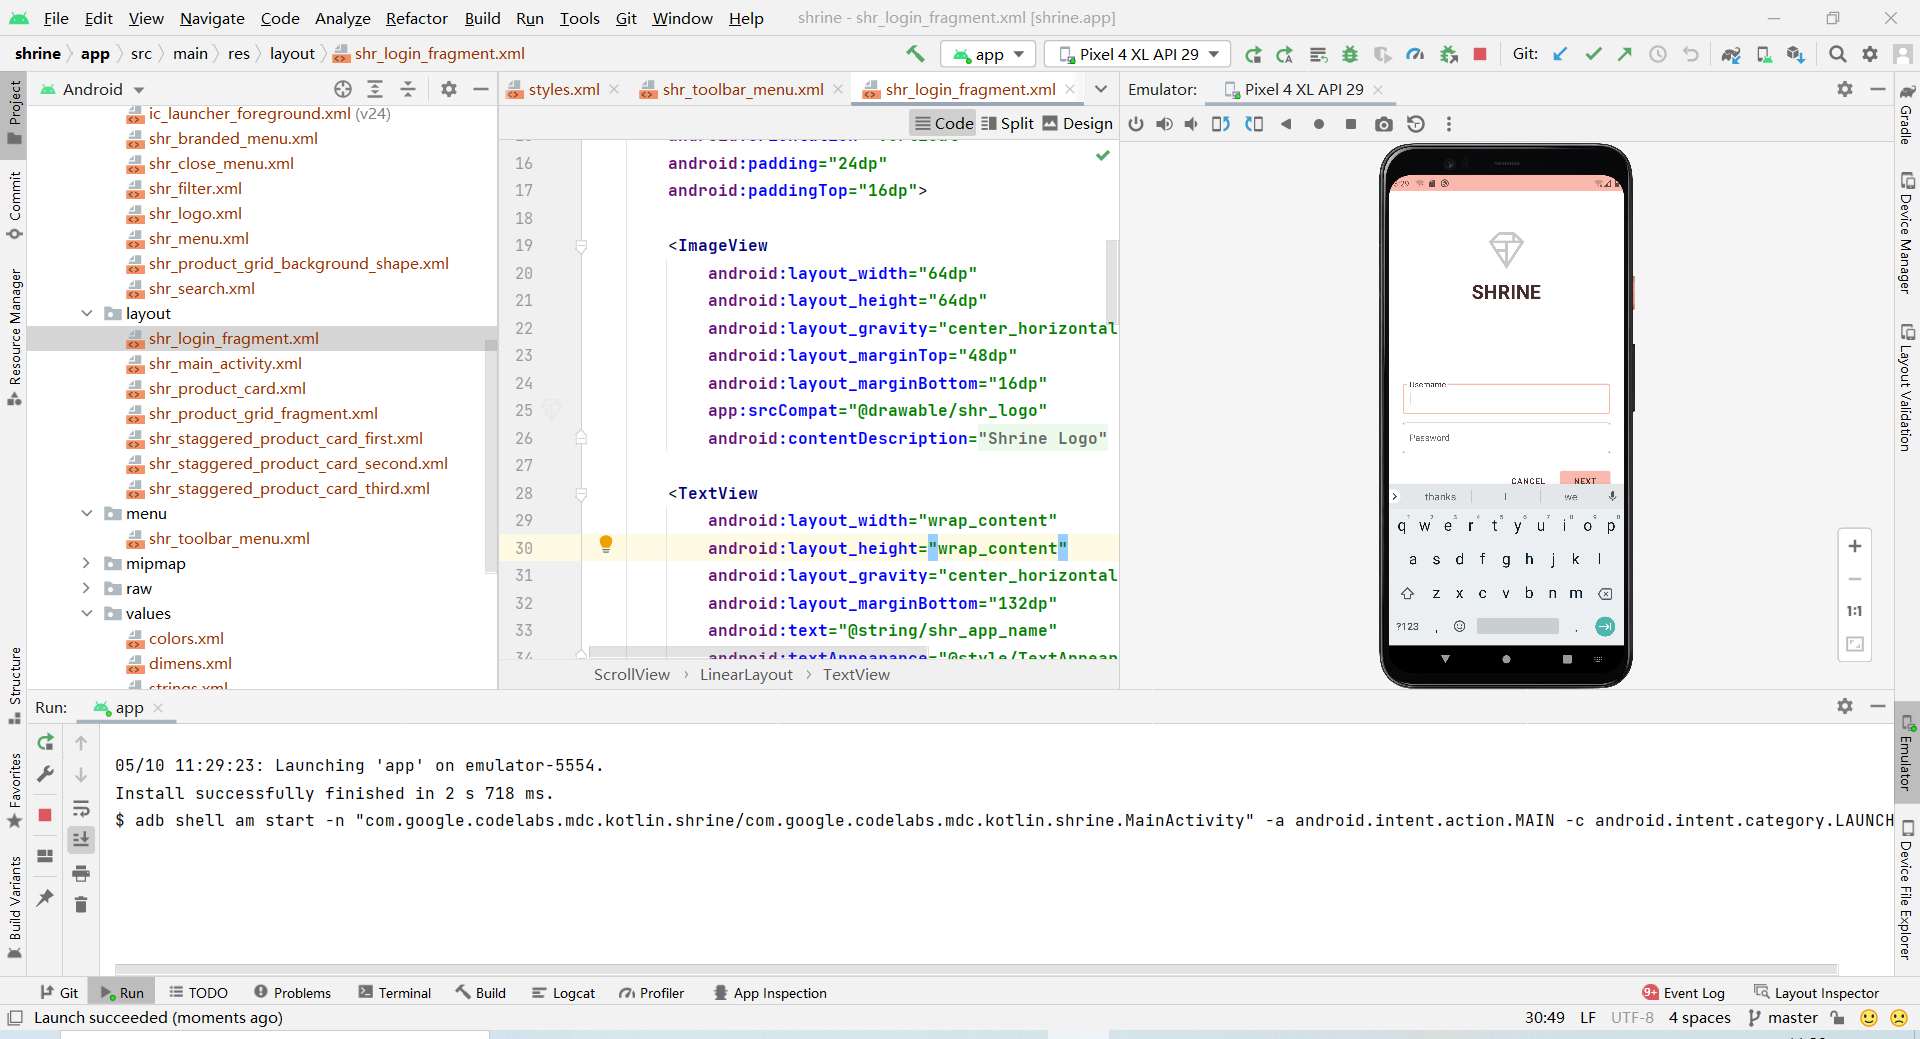 File Edit View Navigate Code Analyze Refactor Build Run Tools Git Window Help shrine - shr_login_fragment.xml [shrine.app]
shrine app src main res layout shr_login_fragment.xml app Pixel 4 XL API 29 Git:
Project
Commit
Resource Manager
Structure
Favorites
Build Variants
Android
ic_launcher_foreground.xml (v24)
shr_branded_menu.xml
shr_close_menu.xml
shr_filter.xml
shr_logo.xml
shr_menu.xml
shr_product_grid_background_shape.xml
shr_search.xml
layout
shr_login_fragment.xml
shr_main_activity.xml
shr_product_card.xml
shr_product_grid_fragment.xml
shr_staggered_product_card_first.xml
shr_staggered_product_card_second.xml
shr_staggered_product_card_third.xml
menu
shr_toolbar_menu.xml
mipmap
raw
values
colors.xml
dimens.xml
strings.xml
styles.xml shr_toolbar_menu.xml shr_login_fragment.xml
Code Split Design
16 android:padding="24dp"
17 android:paddingTop="16dp">
18
19 <ImageView
20 android:layout_width="64dp"
21 android:layout_height="64dp"
22 android:layout_gravity="center_horizontal
23 android:layout_marginTop="48dp"
24 android:layout_marginBottom="16dp"
25 app:srcCompat="@drawable/shr_logo"
26 android:contentDescription="Shrine Logo"
27
28 <TextView
29 android:layout_width="wrap_content"
30 android:layout_height="wrap_content"
31 android:layout_gravity="center_horizontal
32 android:layout_marginBottom="132dp"
33 android:text="@string/shr_app_name"
34 android:textAppearance="@style/TextAppear
ScrollView › LinearLayout › TextView
Emulator: Pixel 4 XL API 29
SHRINE
Username
Password
CANCEL NEXT
thanks I we
q w e r t y u i o p
a s d f g h j k l
z x c v b n m
?123 , .
1:1
Gradle
Device Manager
Layout Validation
Emulator
Device File Explorer
Run: app
05/10 11:29:23: Launching 'app' on emulator-5554.
Install successfully finished in 2 s 718 ms.
$ adb shell am start -n "com.google.codelabs.mdc.kotlin.shrine/com.google.codelabs.mdc.kotlin.shrine.MainActivity" -a android.intent.action.MAIN -c android.intent.category.LAUNCH
Git Run TODO Problems Terminal Build Logcat Profiler App Inspection 9+ Event Log Layout Inspector
Launch succeeded (moments ago) 30:49 LF UTF-8 4 spaces master